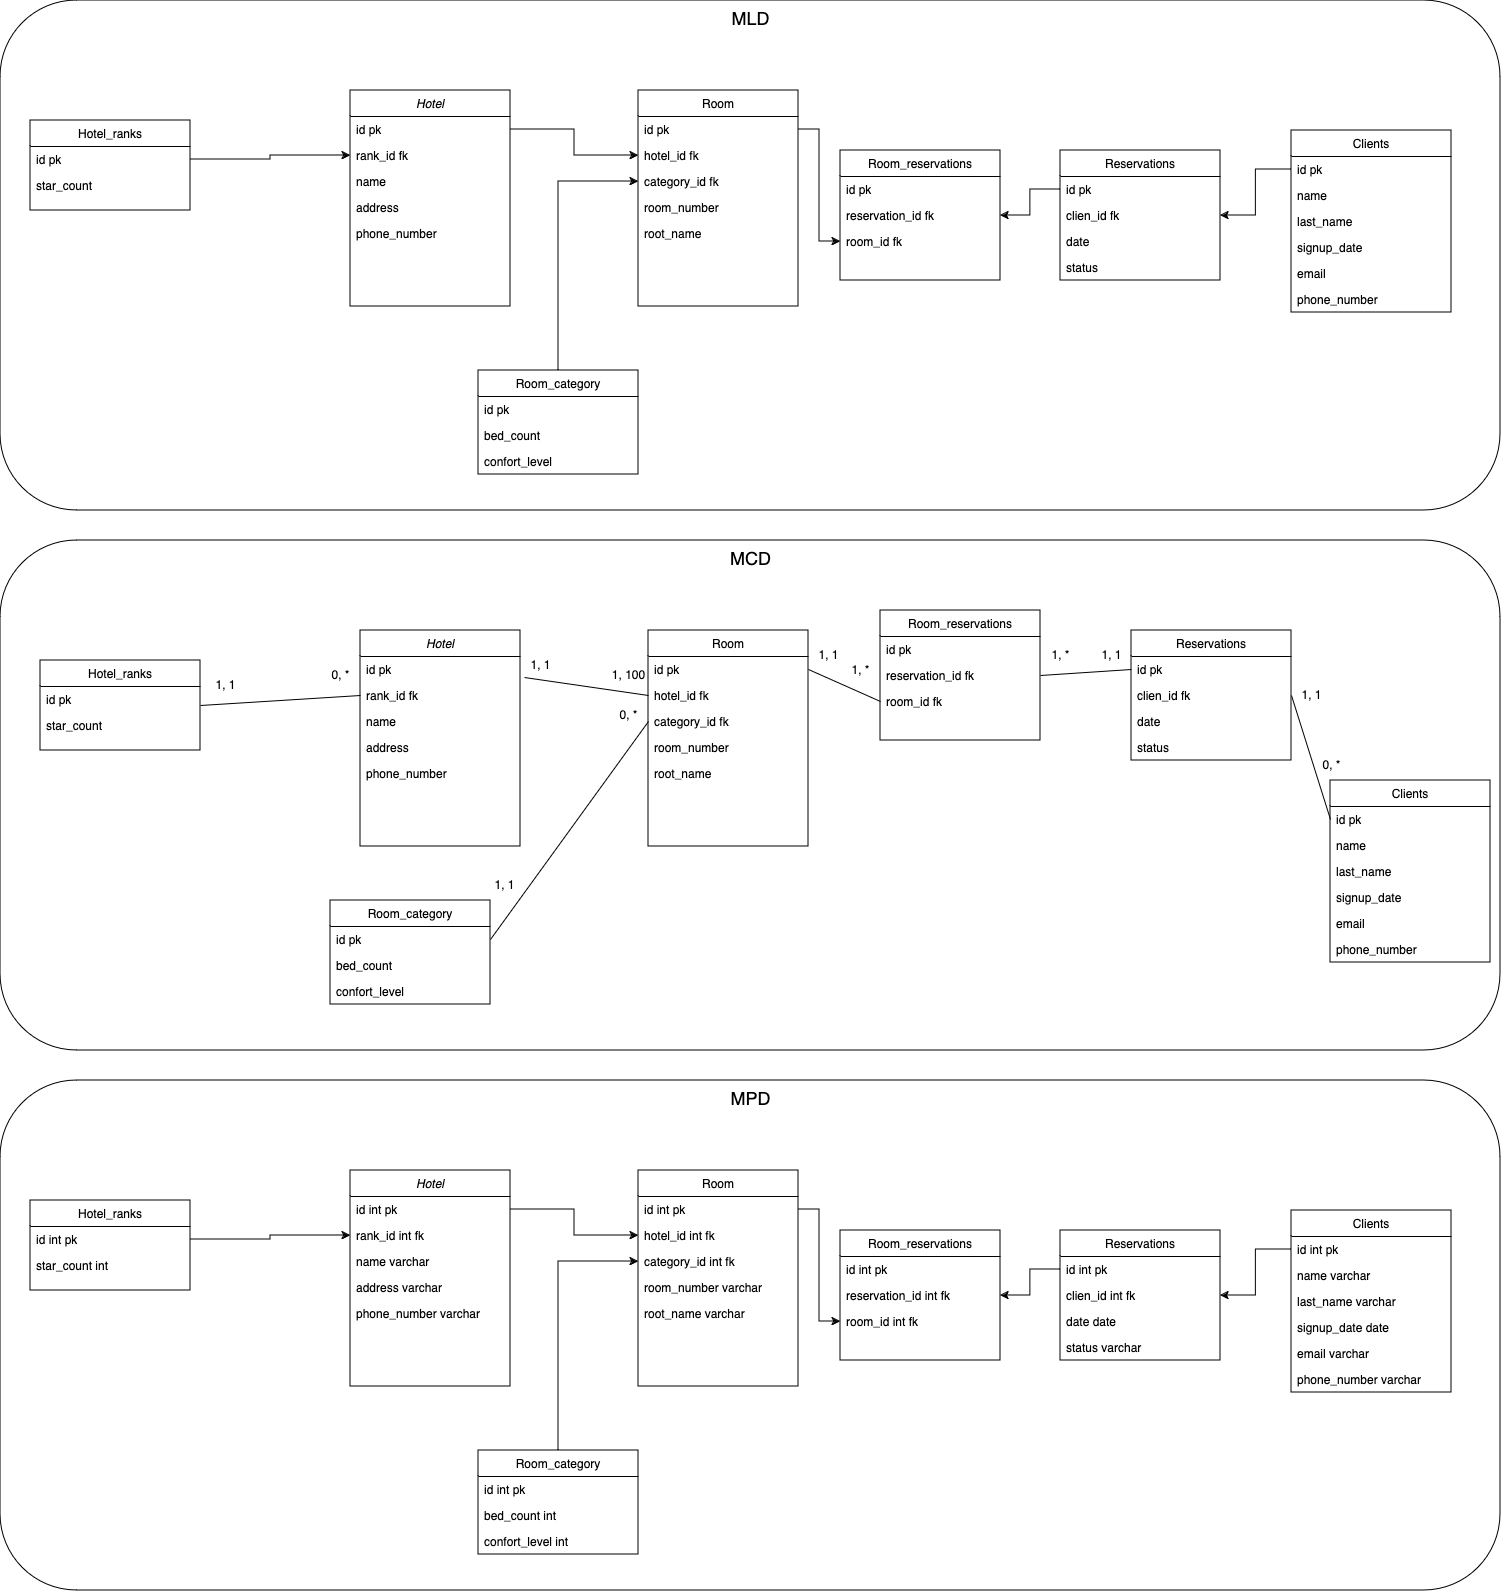 MLD
Hotel_ranks
id pk
star_count
Hotel
id pk
rank_id fk
name
address
phone_number
Room
id pk
hotel_id fk
category_id fk
room_number
root_name
Room_reservations
id pk
reservation_id fk
room_id fk
Reservations
id pk
clien_id fk
date
status
Clients
id pk
name
last_name
signup_date
email
phone_number
Room_category
id pk
bed_count
confort_level
MCD
Hotel_ranks
id pk
star_count
1, 1
0, *
Hotel
id pk
rank_id fk
name
address
phone_number
1, 1
1, 100
0, *
Room
id pk
hotel_id fk
category_id fk
room_number
root_name
1, 1
1, *
Room_reservations
id pk
reservation_id fk
room_id fk
1, *
1, 1
Reservations
id pk
clien_id fk
date
status
1, 1
0, *
Clients
id pk
name
last_name
signup_date
email
phone_number
1, 1
Room_category
id pk
bed_count
confort_level
MPD
Hotel_ranks
id int pk
star_count int
Hotel
id int pk
rank_id int fk
name varchar
address varchar
phone_number varchar
Room
id int pk
hotel_id int fk
category_id int fk
room_number varchar
root_name varchar
Room_reservations
id int pk
reservation_id int fk
room_id int fk
Reservations
id int pk
clien_id int fk
date date
status varchar
Clients
id int pk
name varchar
last_name varchar
signup_date date
email varchar
phone_number varchar
Room_category
id int pk
bed_count int
confort_level int